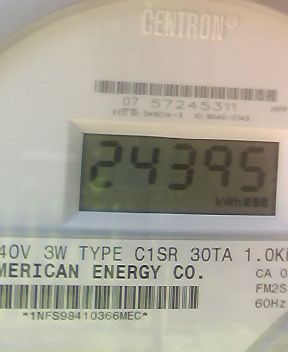 CENTRON®
07 57245311
24395
kWh
40V 3W TYPE C1SR 30TA 1.0K
MERICAN ENERGY CO.
CA 0
FM2S
60Hz
*1NFS98410366MEC*